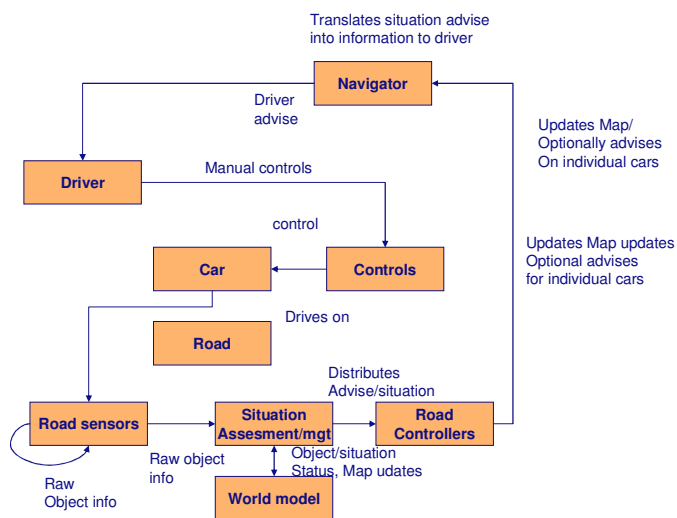 Translates situation advise
into information to driver
Navigator
Driver
advise
Updates Map/
Optionally advises
On individual cars
Manual controls
Driver
control
Updates Map updates
Optional advises
for individual cars
Car
Controls
Drives on
Road
Distributes
Advise/situation
Road sensors
Situation
Assesment/mgt
Road
Controllers
Raw object
info
Object/situation
Status, Map udates
Raw
Object info
World model